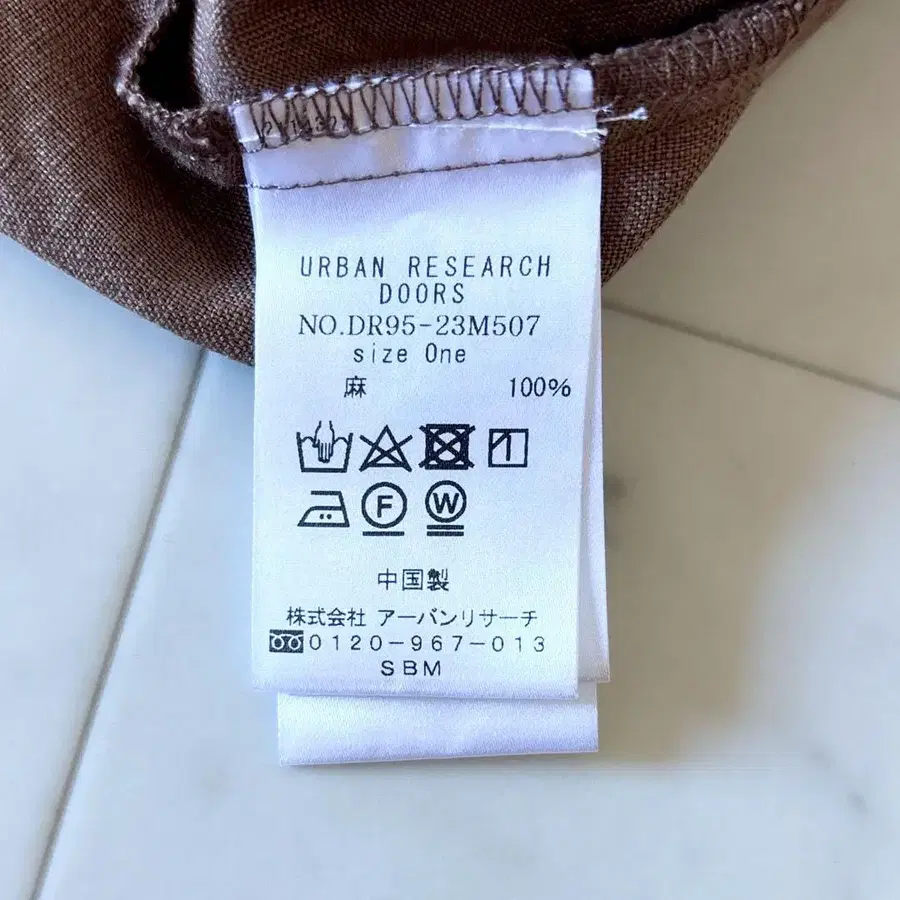 URBAN RESEARCH
DOORS
NO.DR95-23M507
size One
麻 100%
F W
中国製
株式会社 アーバンリサーチ
0120-967-013
SBM